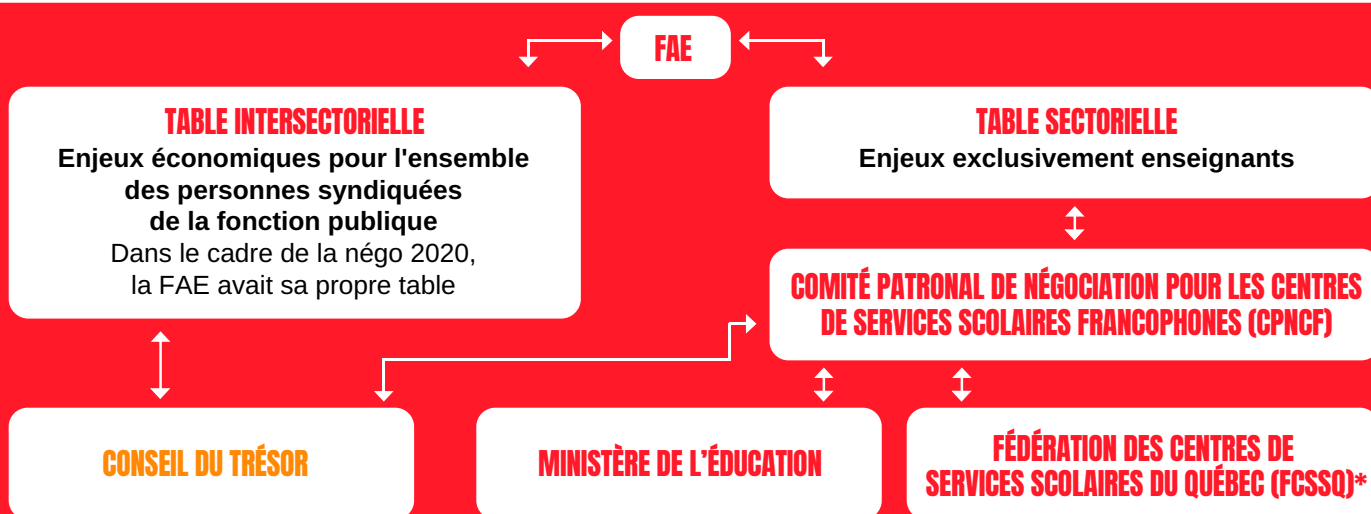 FAE
TABLE INTERSECTORIELLE
Enjeux économiques pour l'ensemble
des personnes syndiquées
de la fonction publique
Dans le cadre de la négo 2020,
la FAE avait sa propre table
TABLE SECTORIELLE
Enjeux exclusivement enseignants
COMITÉ PATRONAL DE NÉGOCIATION POUR LES CENTRES
DE SERVICES SCOLAIRES FRANCOPHONES (CPNCF)
CONSEIL DU TRÉSOR
MINISTÈRE DE L'ÉDUCATION
FÉDÉRATION DES CENTRES DE
SERVICES SCOLAIRES DU QUÉBEC (FCSSQ)*